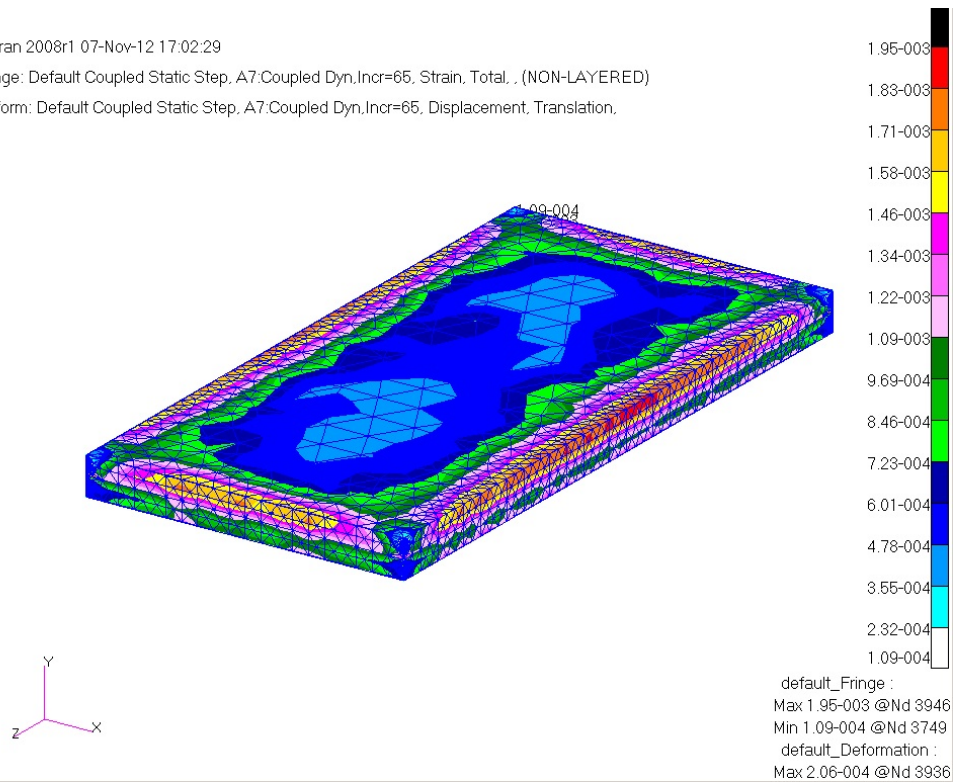 ran 2008r1 07-Nov-12 17:02:29
ge: Default Coupled Static Step, A7:Coupled Dyn,Incr=65, Strain, Total, , (NON-LAYERED)
orm: Default Coupled Static Step, A7:Coupled Dyn,Incr=65, Displacement, Translation,
1.95-003
1.83-003
1.71-003
1.58-003
1.46-003
1.34-003
1.22-003
1.09-003
9.69-004
8.46-004
7.23-004
6.01-004
4.78-004
3.55-004
2.32-004
1.09-004
1.09-004
Y
Z
X
default_Fringe :
Max 1.95-003 @Nd 3946
Min 1.09-004 @Nd 3749
default_Deformation :
Max 2.06-004 @Nd 3936